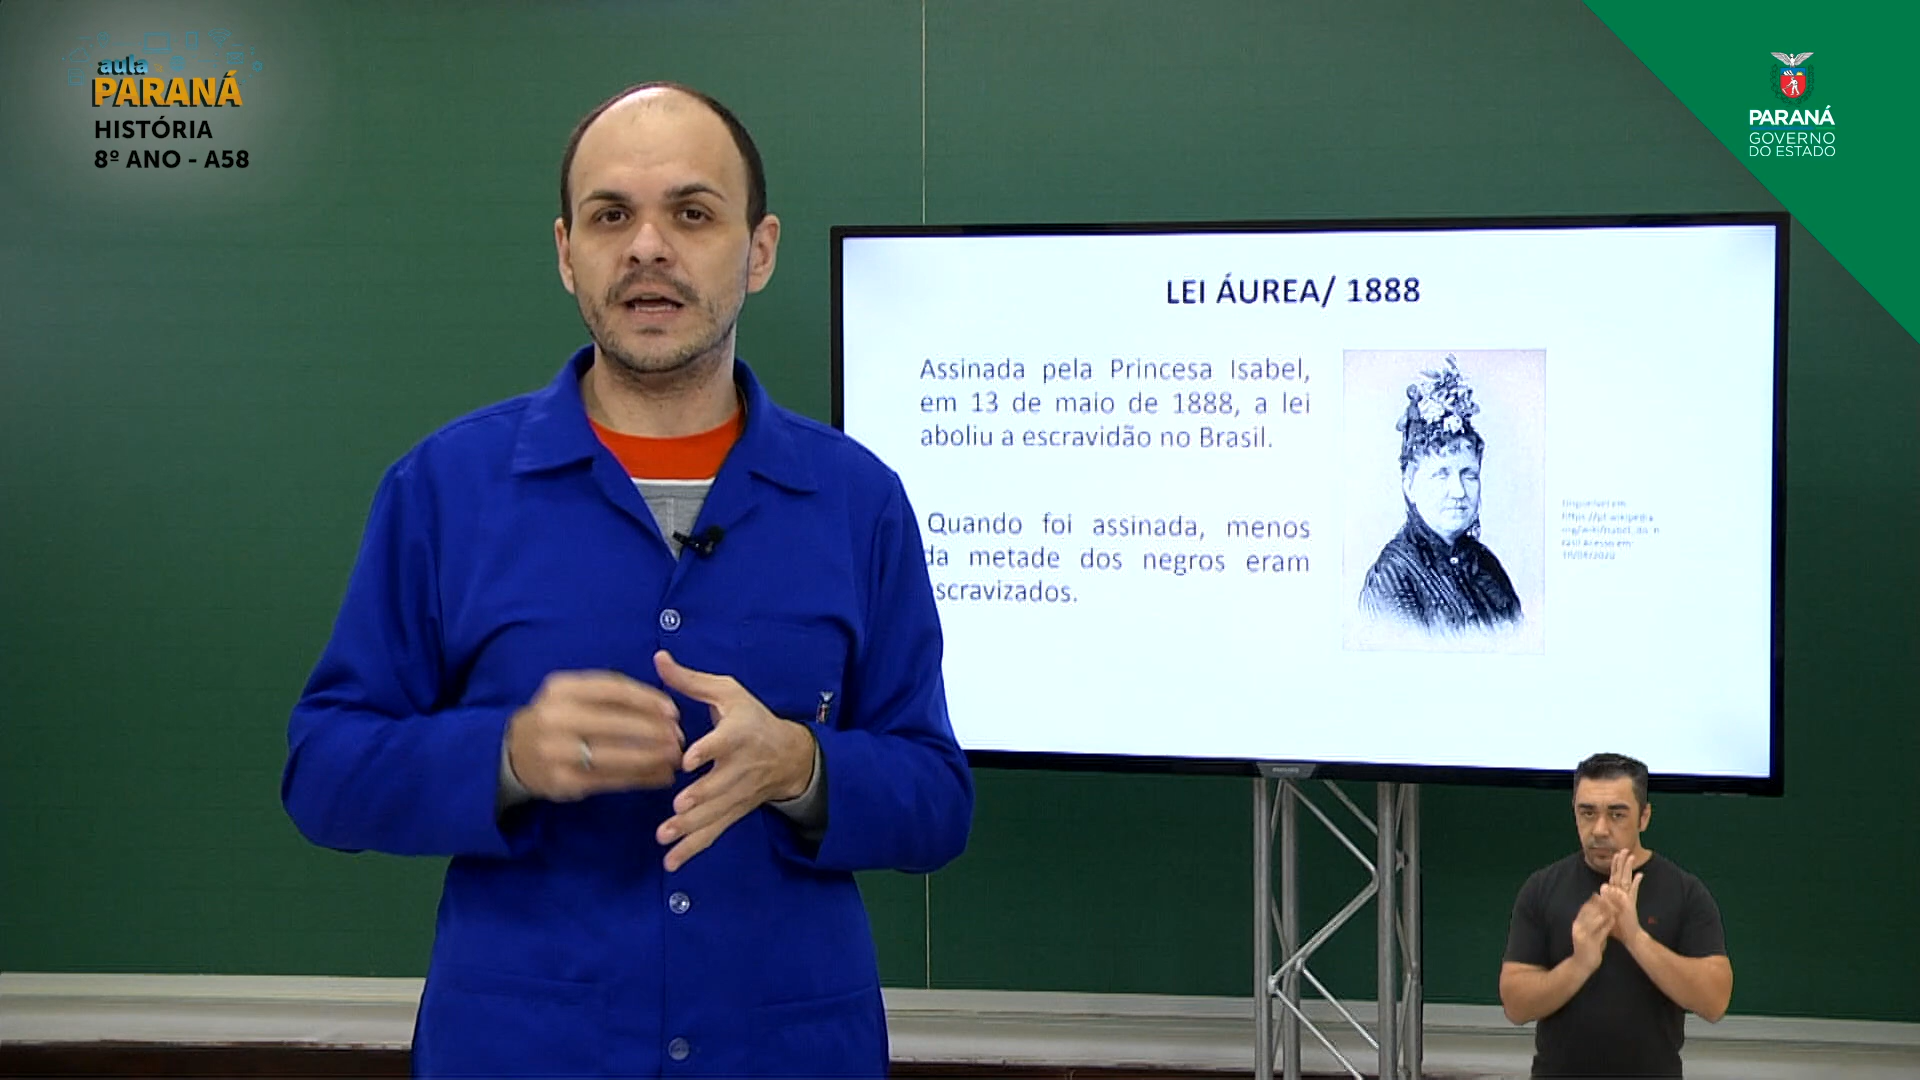 aula
PARANÁ
HISTÓRIA
8º ANO - A58
PARANÁ
GOVERNO
DO ESTADO
LEI ÁUREA/ 1888
Assinada pela Princesa Isabel,
em 13 de maio de 1888, a lei
aboliu a escravidão no Brasil.
Quando foi assinada, menos
da metade dos negros eram
scravizados.